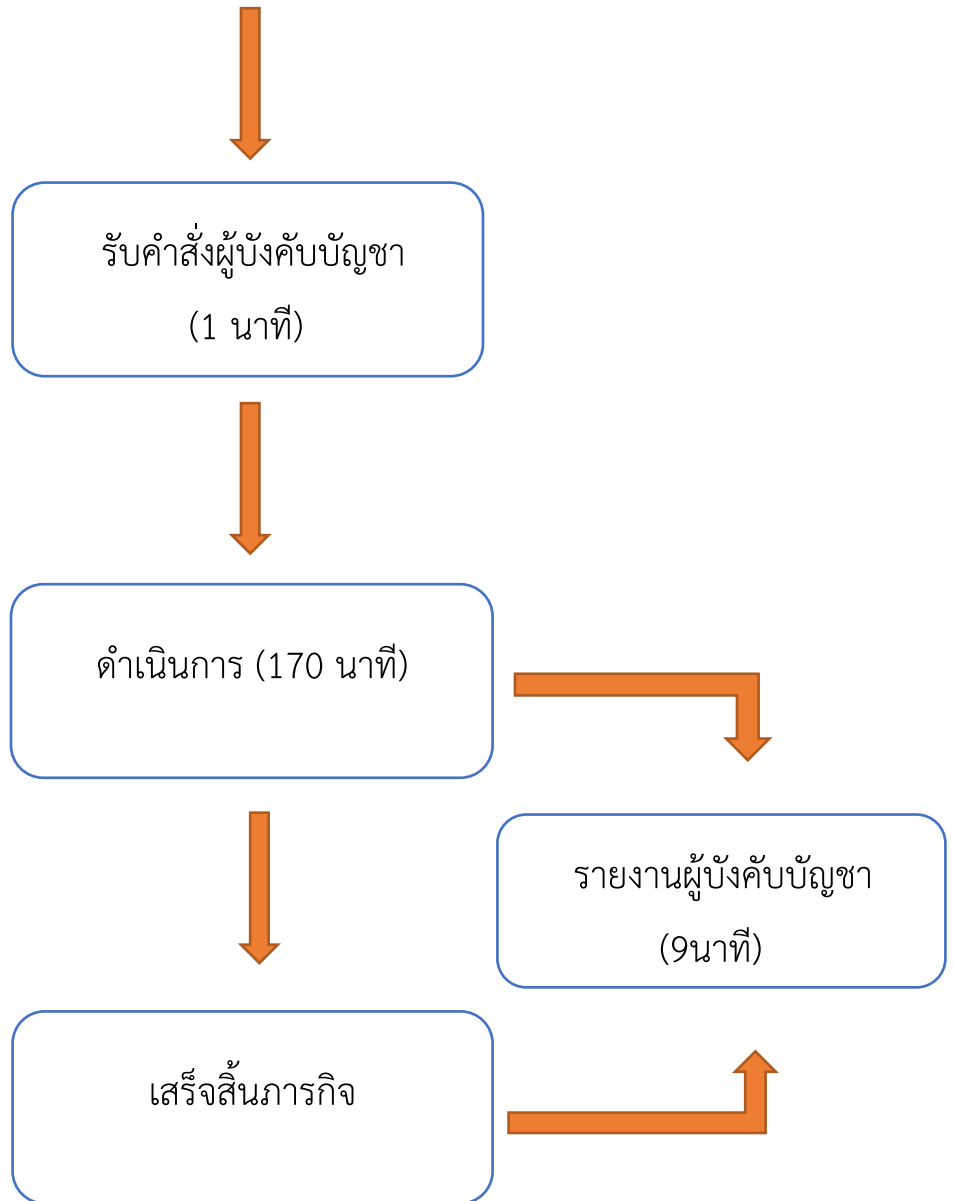 รับคำสั่งผู้บังคับบัญชา
(1 นาที)
ดำเนินการ (170 นาที)
รายงานผู้บังคับบัญชา
(9นาที)
เสร็จสิ้นภารกิจ